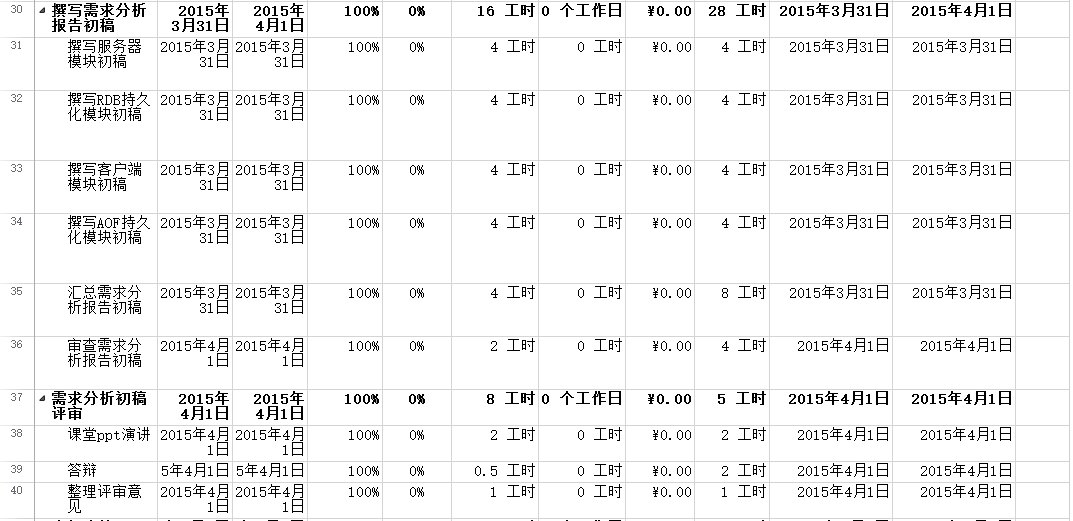 30 撰写需求分析报告初稿 2015年3月31日 2015年4月1日 100% 0% 16 工时 0 个工作日 ¥0.00 28 工时 2015年3月31日 2015年4月1日
31 撰写服务器模块初稿 2015年3月31日 2015年3月31日 100% 0% 4 工时 0 工时 ¥0.00 4 工时 2015年3月31日 2015年3月31日
32 撰写RDB持久化模块初稿 2015年3月31日 2015年3月31日 100% 0% 4 工时 0 工时 ¥0.00 4 工时 2015年3月31日 2015年3月31日
33 撰写客户端模块初稿 2015年3月31日 2015年3月31日 100% 0% 4 工时 0 工时 ¥0.00 4 工时 2015年3月31日 2015年3月31日
34 撰写AOF持久化模块初稿 2015年3月31日 2015年3月31日 100% 0% 4 工时 0 工时 ¥0.00 4 工时 2015年3月31日 2015年3月31日
35 汇总需求分析报告初稿 2015年3月31日 2015年3月31日 100% 0% 4 工时 0 工时 ¥0.00 8 工时 2015年3月31日 2015年3月31日
36 审查需求分析报告初稿 2015年4月1日 2015年4月1日 100% 0% 2 工时 0 工时 ¥0.00 4 工时 2015年4月1日 2015年4月1日
37 需求分析初稿评审 2015年4月1日 2015年4月1日 100% 0% 8 工时 0 个工作日 ¥0.00 5 工时 2015年4月1日 2015年4月1日
38 课堂ppt演讲 2015年4月1日 2015年4月1日 100% 0% 2 工时 0 工时 ¥0.00 2 工时 2015年4月1日 2015年4月1日
39 答辩 5年4月1日 5年4月1日 100% 0% 0.5 工时 0 工时 ¥0.00 2 工时 2015年4月1日 2015年4月1日
40 整理评审意见 2015年4月1日 2015年4月1日 100% 0% 1 工时 0 工时 ¥0.00 1 工时 2015年4月1日 2015年4月1日